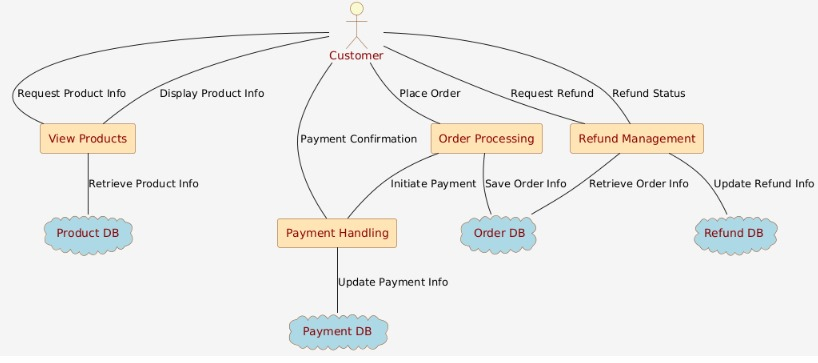 Customer
Request Product Info
Display Product Info
Place Order
Request Refund
Refund Status
View Products
Payment Confirmation
Order Processing
Refund Management
Retrieve Product Info
Initiate Payment
Save Order Info
Retrieve Order Info
Update Refund Info
Product DB
Payment Handling
Order DB
Refund DB
Update Payment Info
Payment DB